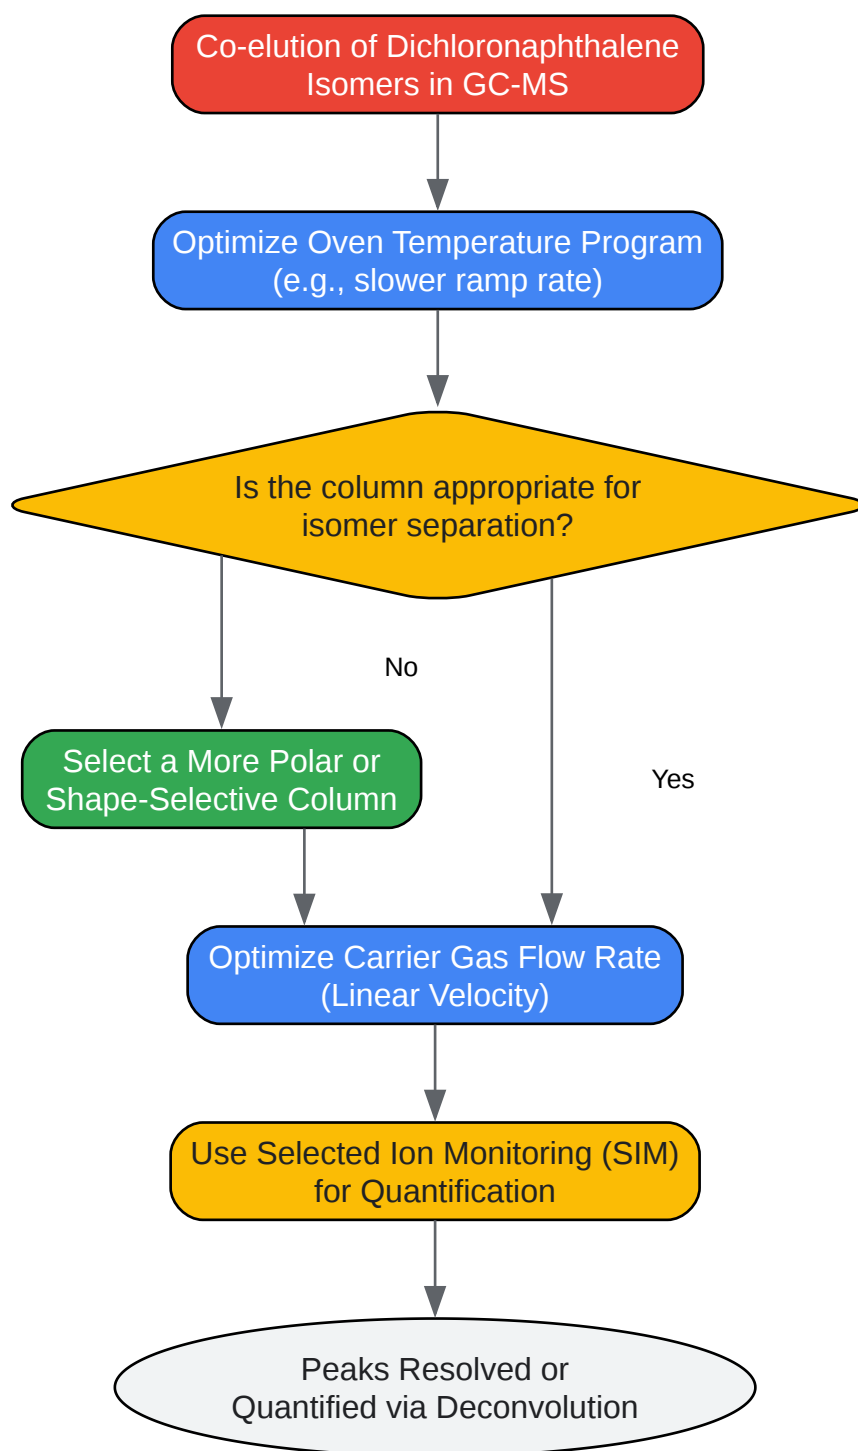 Co-elution of Dichloronaphthalene
Isomers in GC-MS
Optimize Oven Temperature Program
(e.g., slower ramp rate)
Is the column appropriate for
isomer separation?
No
Select a More Polar or
Shape-Selective Column
Yes
Optimize Carrier Gas Flow Rate
(Linear Velocity)
Use Selected Ion Monitoring (SIM)
for Quantification
Peaks Resolved or
Quantified via Deconvolution